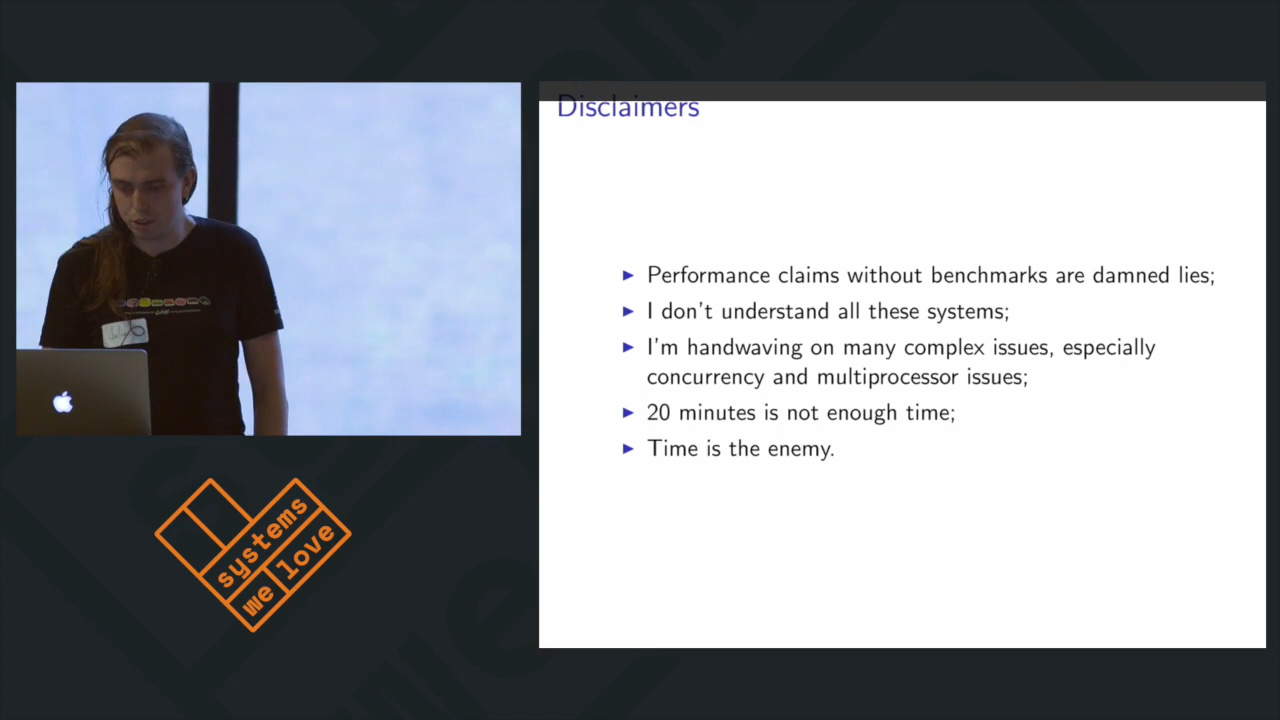 Disclaimers
Performance claims without benchmarks are damned lies;
I don't understand all these systems;
I'm handwaving on many complex issues, especially
concurrency and multiprocessor issues;
20 minutes is not enough time;
Time is the enemy.
systems
we love